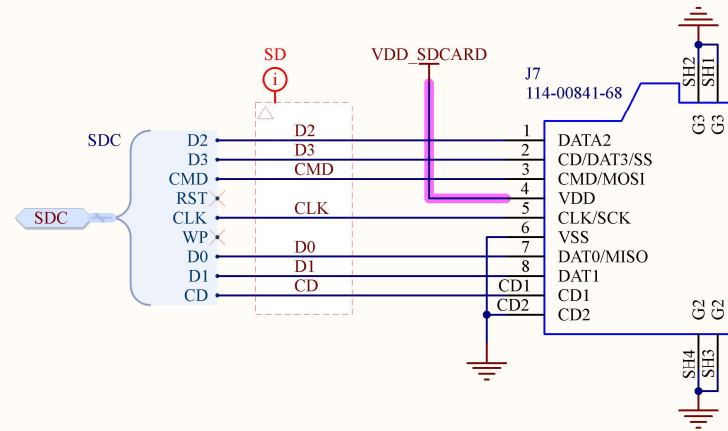 SD
i
VDD_SDCARD
J7
114-00841-68
SH2
SH1
G3
G3
SDC
SDC
D2
D3
CMD
RST
CLK
WP
D0
D1
CD
D2
D3
CMD
CLK
D0
D1
CD
1
2
3
4
5
6
7
8
CD1
CD2
DATA2
CD/DAT3/SS
CMD/MOSI
VDD
CLK/SCK
VSS
DAT0/MISO
DAT1
CD1
CD2
G2
G2
SH4
SH3